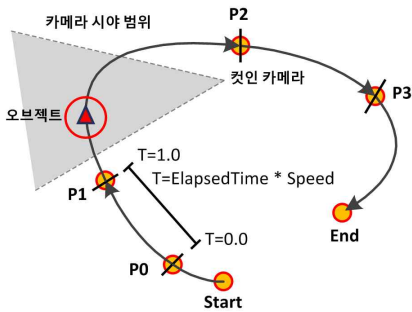 카메라 시야 범위
P2
컷인 카메라
P3
오브젝트
T=1.0
T=ElapsedTime * Speed
P1
T=0.0
End
P0
Start